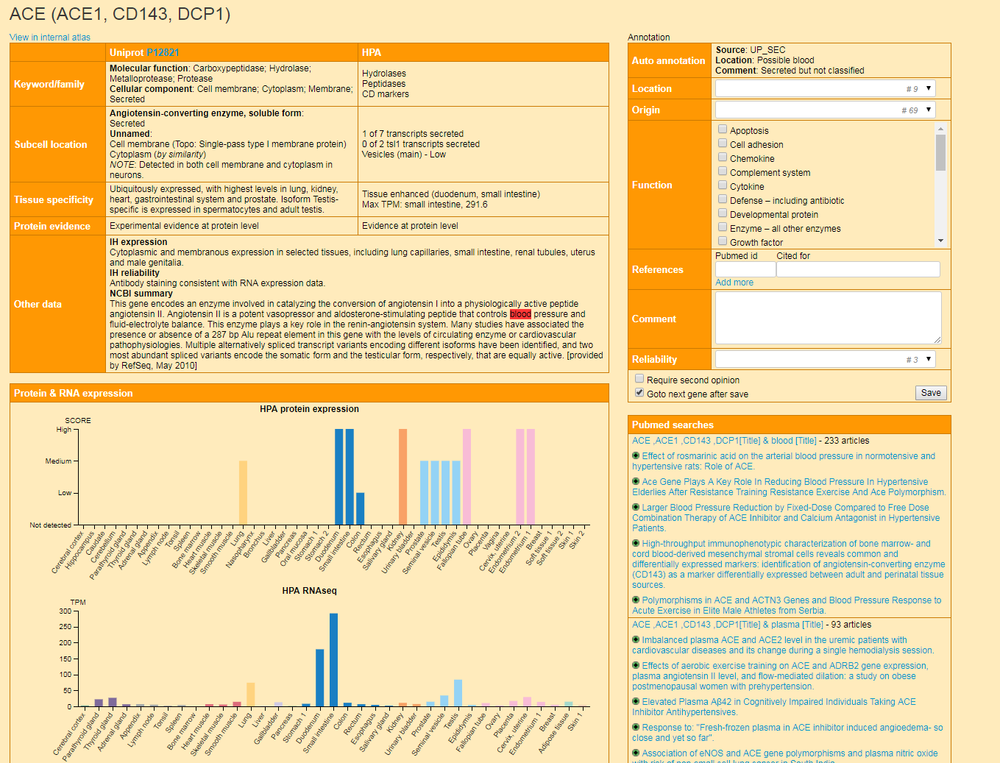 ACE (ACE1, CD143, DCP1)
View in internal atlas
Uniprot P12821
HPA
Keyword/family
Molecular function: Carboxypeptidase; Hydrolase;
Metalloprotease; Protease
Cellular component: Cell membrane; Cytoplasm; Membrane;
Secreted
Hydrolases
Peptidases
CD markers
Subcell location
Angiotensin-converting enzyme, soluble form:
Secreted
Unnamed:
Cell membrane (Topo: Single-pass type I membrane protein)
Cytoplasm (by similarity)
NOTE: Detected in both cell membrane and cytoplasm in
neurons.
1 of 7 transcripts secreted
0 of 2 tsl1 transcripts secreted
Vesicles (main) - Low
Tissue specificity
Ubiquitously expressed, with highest levels in lung, kidney,
heart, gastrointestinal system and prostate. Isoform Testis-
specific is expressed in spermatocytes and adult testis.
Tissue enhanced (duodenum, small intestine)
Max TPM: small intestine, 291.6
Protein evidence
Experimental evidence at protein level
Evidence at protein level
Other data
IH expression
Cytoplasmic and membranous expression in selected tissues, including lung capillaries, small intestine, renal tubules, uterus
and male genitalia.
IH reliability
Antibody staining consistent with RNA expression data.
NCBI summary
This gene encodes an enzyme involved in catalyzing the conversion of angiotensin I into a physiologically active peptide
angiotensin II. Angiotensin II is a potent vasopressor and aldosterone-stimulating peptide that controls blood pressure and
fluid-electrolyte balance. This enzyme plays a key role in the renin-angiotensin system. Many studies have associated the
presence or absence of a 287 bp Alu repeat element in this gene with the levels of circulating enzyme or cardiovascular
pathophysiologies. Multiple alternatively spliced transcript variants encoding different isoforms have been identified, and two
most abundant spliced variants encode the somatic form and the testicular form, respectively, that are equally active. [provided
by RefSeq, May 2010]
Protein & RNA expression
HPA protein expression
SCORE
High
Medium
Low
Not detected
Cerebral cortex
Hippocampus
Caudate
Cerebellum
Parathyroid gland
Thyroid gland
Adrenal gland
Appendix
Lymph node
Tonsil
Spleen
Bone marrow
Heart muscle
Skeletal muscle
Smooth muscle
Lung
Nasopharynx
Bronchus
Liver
Gallbladder
Pancreas
Oral mucosa
Stomach 1
Stomach 2
Duodenum
Small intestine
Colon
Rectum
Esophagus
Salivary gland
Kidney
Urinary bladder
Prostate
Seminal vesicle
Testis
Epididymis
Fallopian tube
Ovary
Placenta
Vagina
Cervix, uterine
Endometrium 2
Endometrium 1
Breast
Soft tissue 1
Soft tissue 2
Skin 1
Skin 2
HPA RNAseq
TPM
300
250
200
150
100
50
0
Cerebral cortex
Parathyroid gland
Thyroid gland
Adrenal gland
Appendix
Lymph node
Tonsil
Spleen
Bone marrow
Heart muscle
Skeletal muscle
Smooth muscle
Lung
Liver
Gallbladder
Pancreas
Stomach 1
Duodenum
Small intestine
Colon
Rectum
Esophagus
Salivary gland
Kidney
Urinary bladder
Prostate
Seminal vesicle
Testis
Epididymis
Fallopian tube
Ovary
Placenta
Cervix, uterine
Endometrium 1
Breast
Adipose tissue
Skin 1
Annotation
Auto annotation
Source: UP_SEC
Location: Possible blood
Comment: Secreted but not classified
Location
# 9
Origin
# 69
Function
Apoptosis
Cell adhesion
Chemokine
Complement system
Cytokine
Defense – including antibiotic
Developmental protein
Enzyme – all other enzymes
Growth factor
References
Pubmed id Cited for
Add more
Comment
Reliability
# 3
Require second opinion
Goto next gene after save
Save
Pubmed searches
ACE ,ACE1 ,CD143 ,DCP1[Title] & blood [Title] - 233 articles
Effect of rosmarinic acid on the arterial blood pressure in normotensive and
hypertensive rats: Role of ACE.
Ace Gene Plays A Key Role In Reducing Blood Pressure In Hypertensive
Elderlies After Resistance Training Resistance Exercise And Ace Polymorphism.
Larger Blood Pressure Reduction by Fixed-Dose Compared to Free Dose
Combination Therapy of ACE Inhibitor and Calcium Antagonist in Hypertensive
Patients.
High-throughput immunophenotypic characterization of bone marrow- and
cord blood-derived mesenchymal stromal cells reveals common and
differentially expressed markers: identification of angiotensin-converting enzyme
(CD143) as a marker differentially expressed between adult and perinatal tissue
sources.
Polymorphisms in ACE and ACTN3 Genes and Blood Pressure Response to
Acute Exercise in Elite Male Athletes from Serbia.
ACE ,ACE1 ,CD143 ,DCP1[Title] & plasma [Title] - 93 articles
Imbalanced plasma ACE and ACE2 level in the uremic patients with
cardiovascular diseases and its change during a single hemodialysis session.
Effects of aerobic exercise training on ACE and ADRB2 gene expression,
plasma angiotensin II level, and flow-mediated dilation: a study on obese
postmenopausal women with prehypertension.
Elevated Plasma Aβ42 in Cognitively Impaired Individuals Taking ACE
Inhibitor Antihypertensives.
Response to: "Fresh-frozen plasma in ACE inhibitor induced angioedema- so
close and yet so far".
Association of eNOS and ACE gene polymorphisms and plasma nitric oxide
with risk of non-small cell lung cancer in South India.